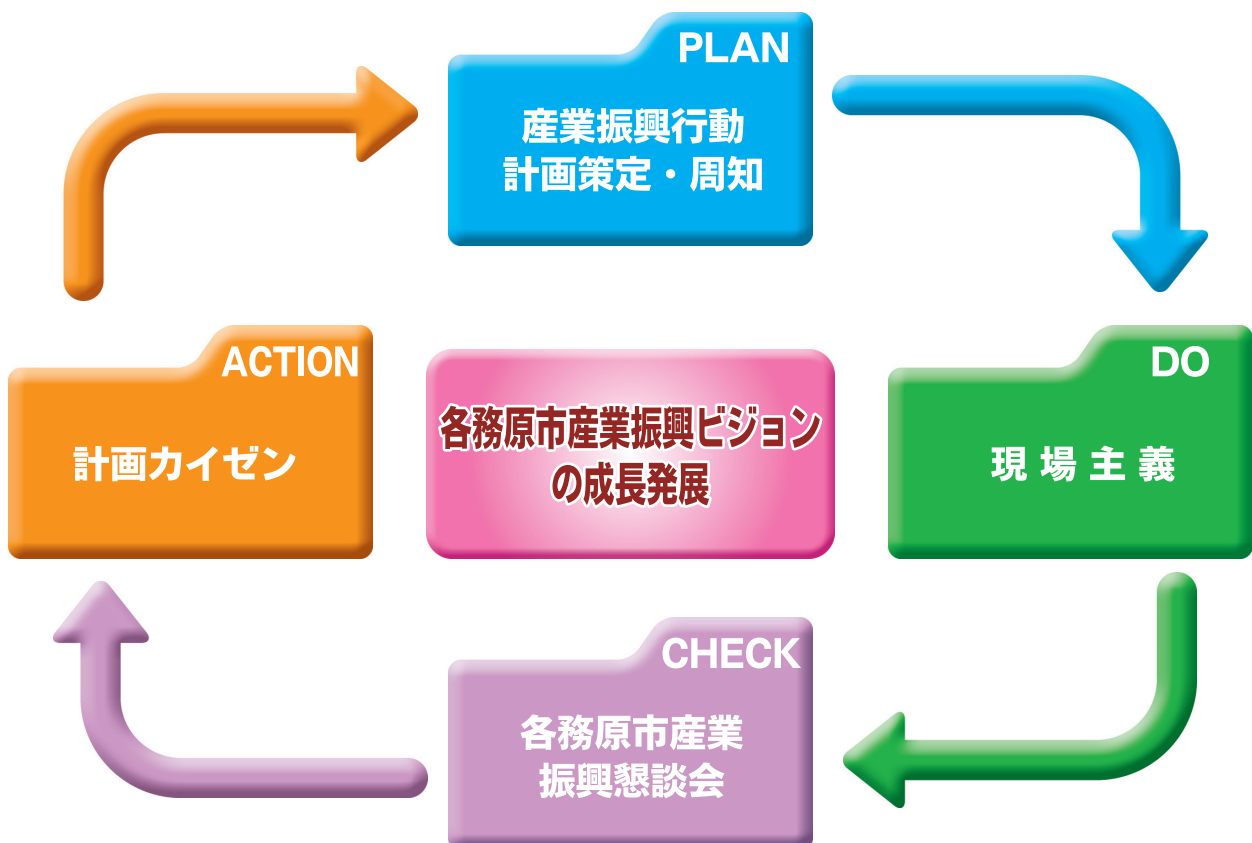 PLAN
産業振興行動
計画策定・周知
ACTION
計画カイゼン
各務原市産業振興ビジョン
の成長発展
DO
現場主義
CHECK
各務原市産業
振興懇談会